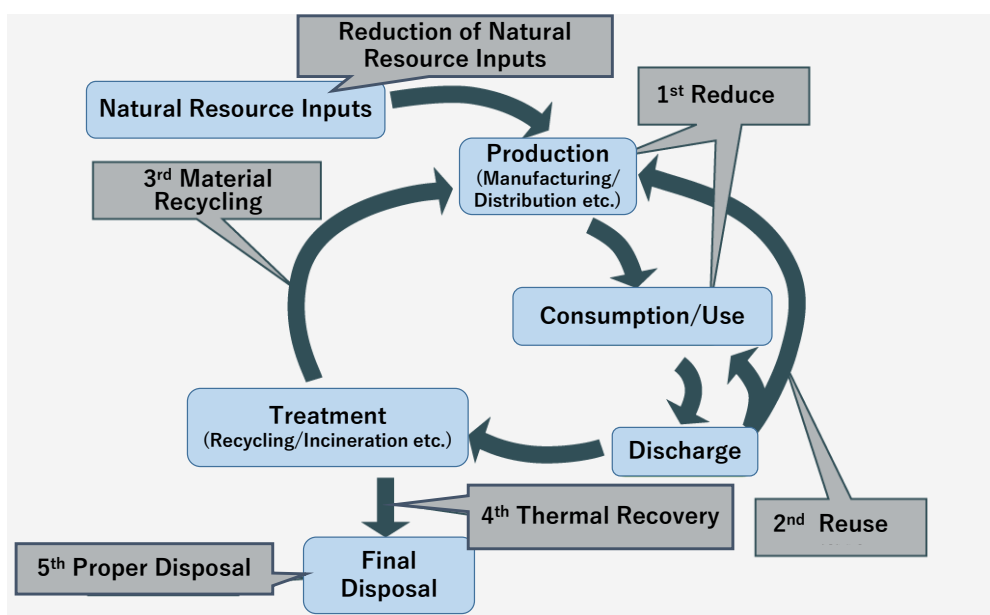 Reduction of Natural
Resource Inputs
Natural Resource Inputs
1st Reduce
Production
(Manufacturing/
Distribution etc.)
3rd Material
Recycling
Consumption/Use
Treatment
(Recycling/Incineration etc.)
Discharge
4th Thermal Recovery
2nd Reuse
5th Proper Disposal
Final
Disposal